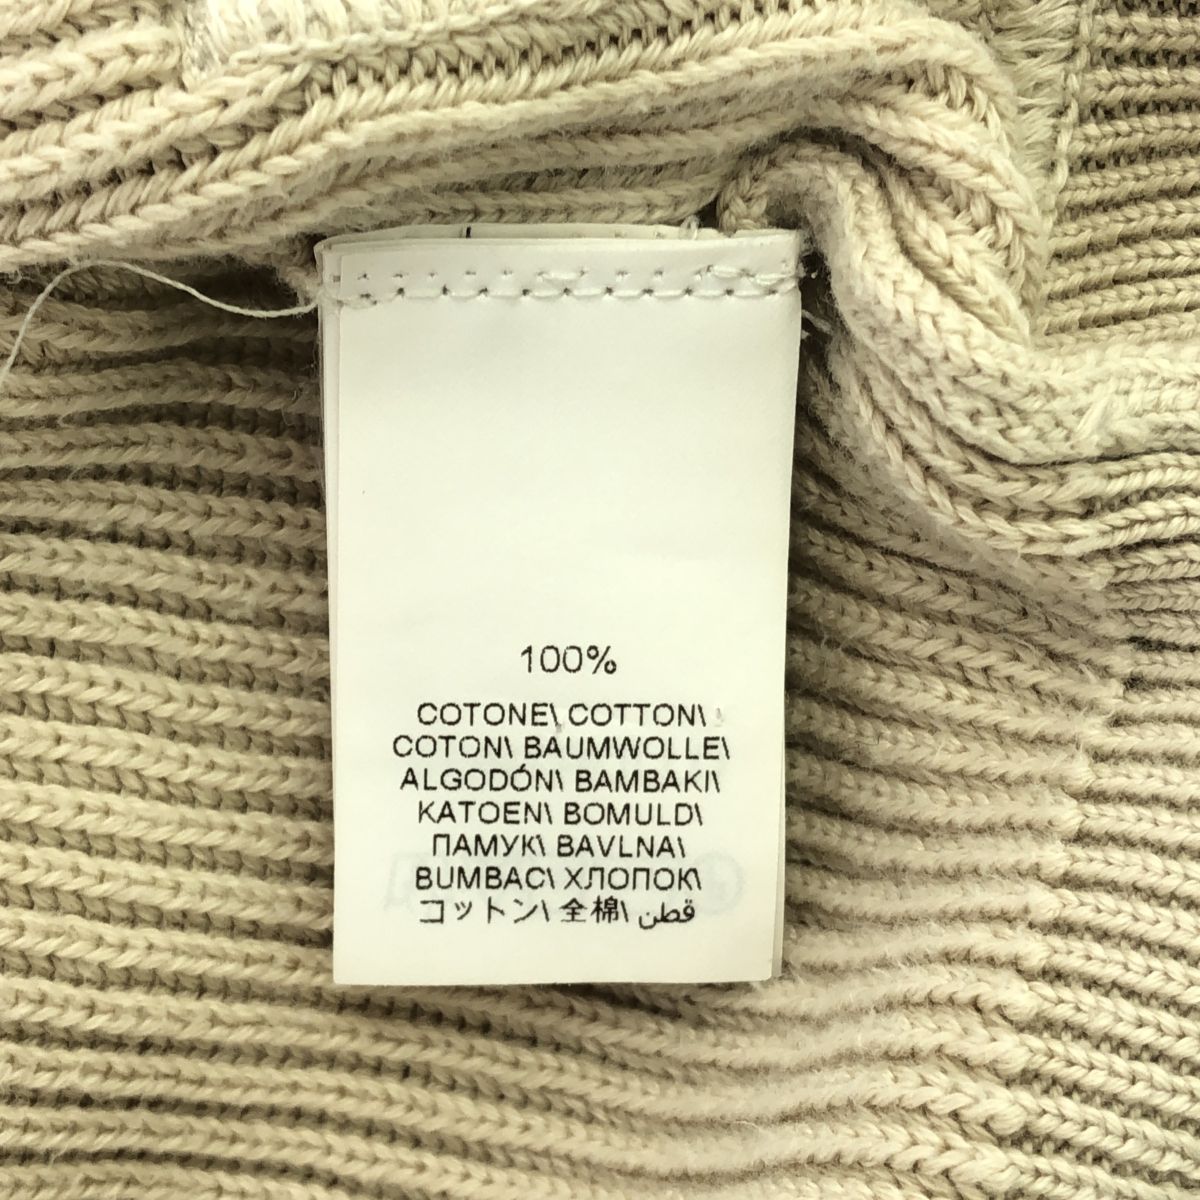 100%
COTONE\ COTTON\
COTON\ BAUMWOLLE\
ALGODÓN\ BAMBAKI\
KATOEN\ BOMULD\
ПАМУК\ BAVLNA\
BUMBAC\ ХЛОПОК\
コットン\ 全棉\ قطن